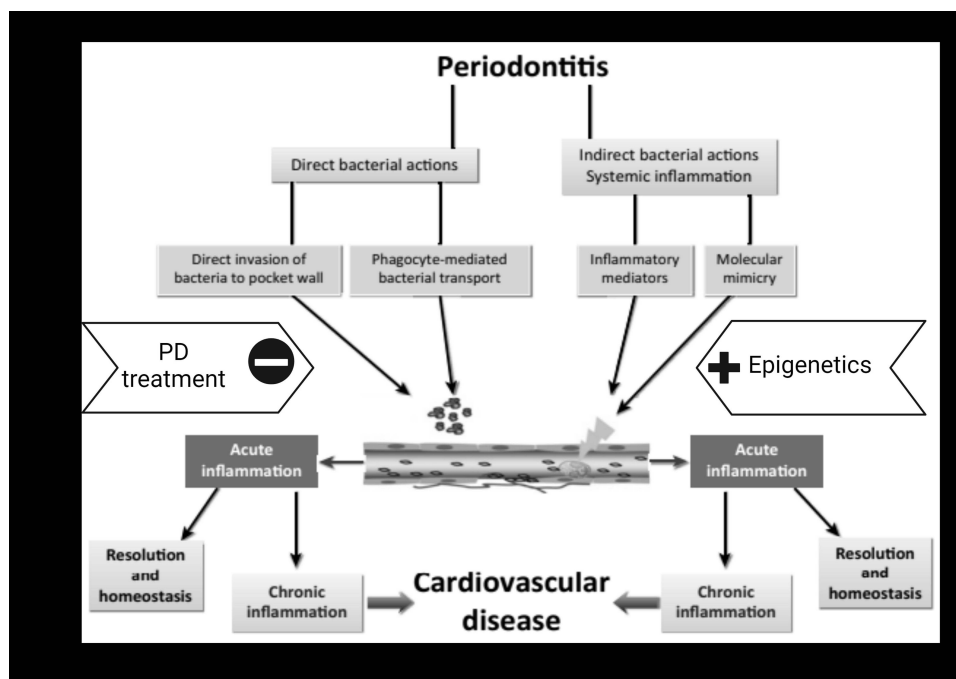 Periodontitis
Direct bacterial actions
Indirect bacterial actions
Systemic inflammation
Direct invasion of
bacteria to pocket wall
Phagocyte-mediated
bacterial transport
Inflammatory
mediators
Molecular
mimicry
PD
treatment
Epigenetics
Acute
inflammation
Acute
inflammation
Resolution
and
homeostasis
Chronic
inflammation
Cardiovascular
disease
Chronic
inflammation
Resolution
and
homeostasis